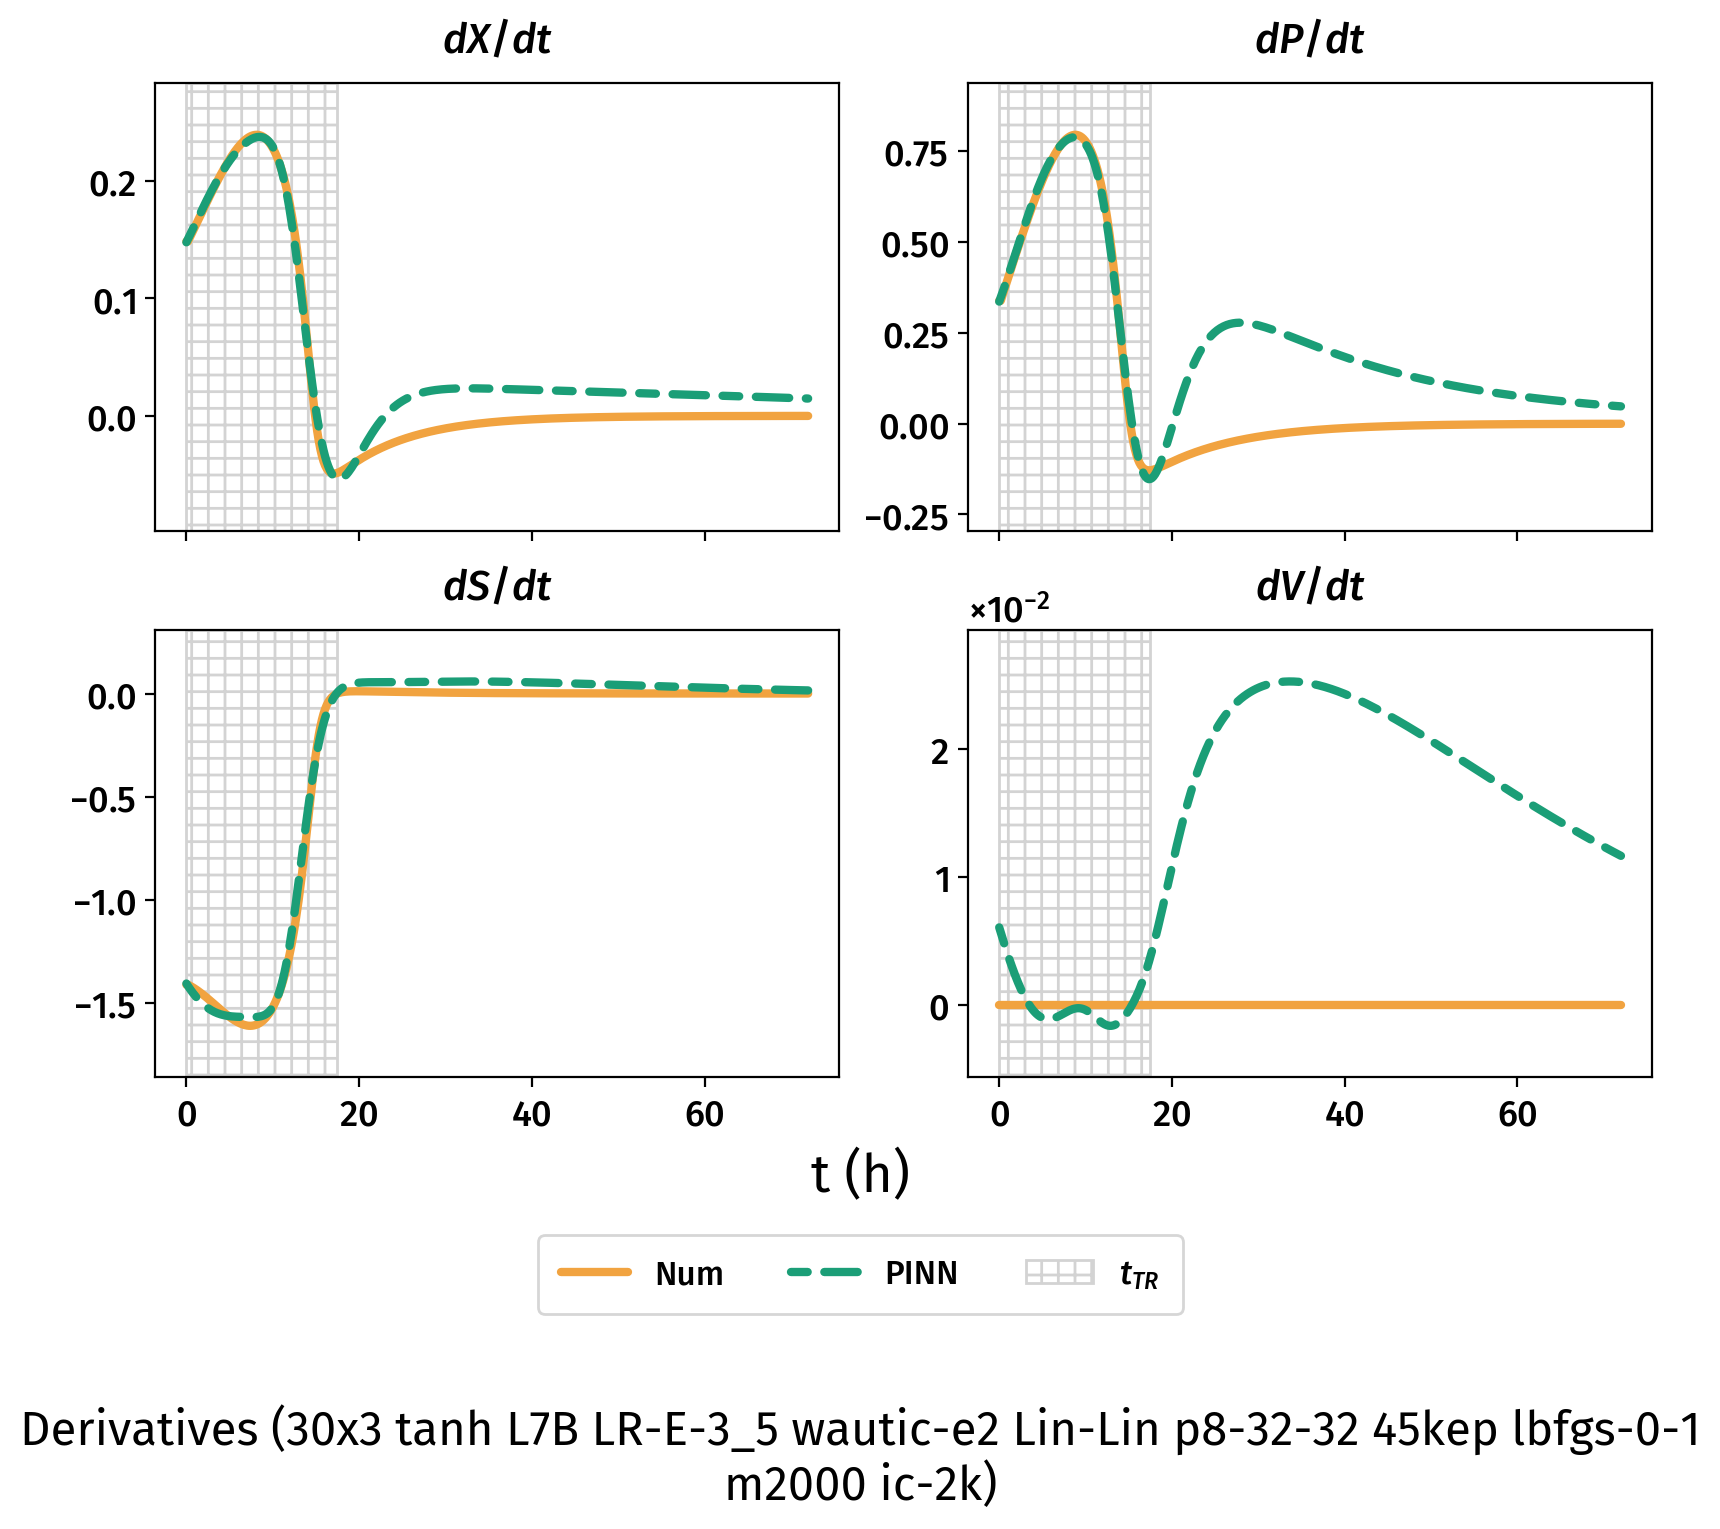 dX/dt
dP/dt
0.2
0.1
0.0
0.75
0.50
0.25
0.00
−0.25
dS/dt
dV/dt
×10⁻²
0.0
−0.5
−1.0
−1.5
2
1
0
0 20 40 60
0 20 40 60
t (h)
Num PINN t_TR
Derivatives (30x3 tanh L7B LR-E-3_5 wautic-e2 Lin-Lin p8-32-32 45kep lbfgs-0-1
m2000 ic-2k)